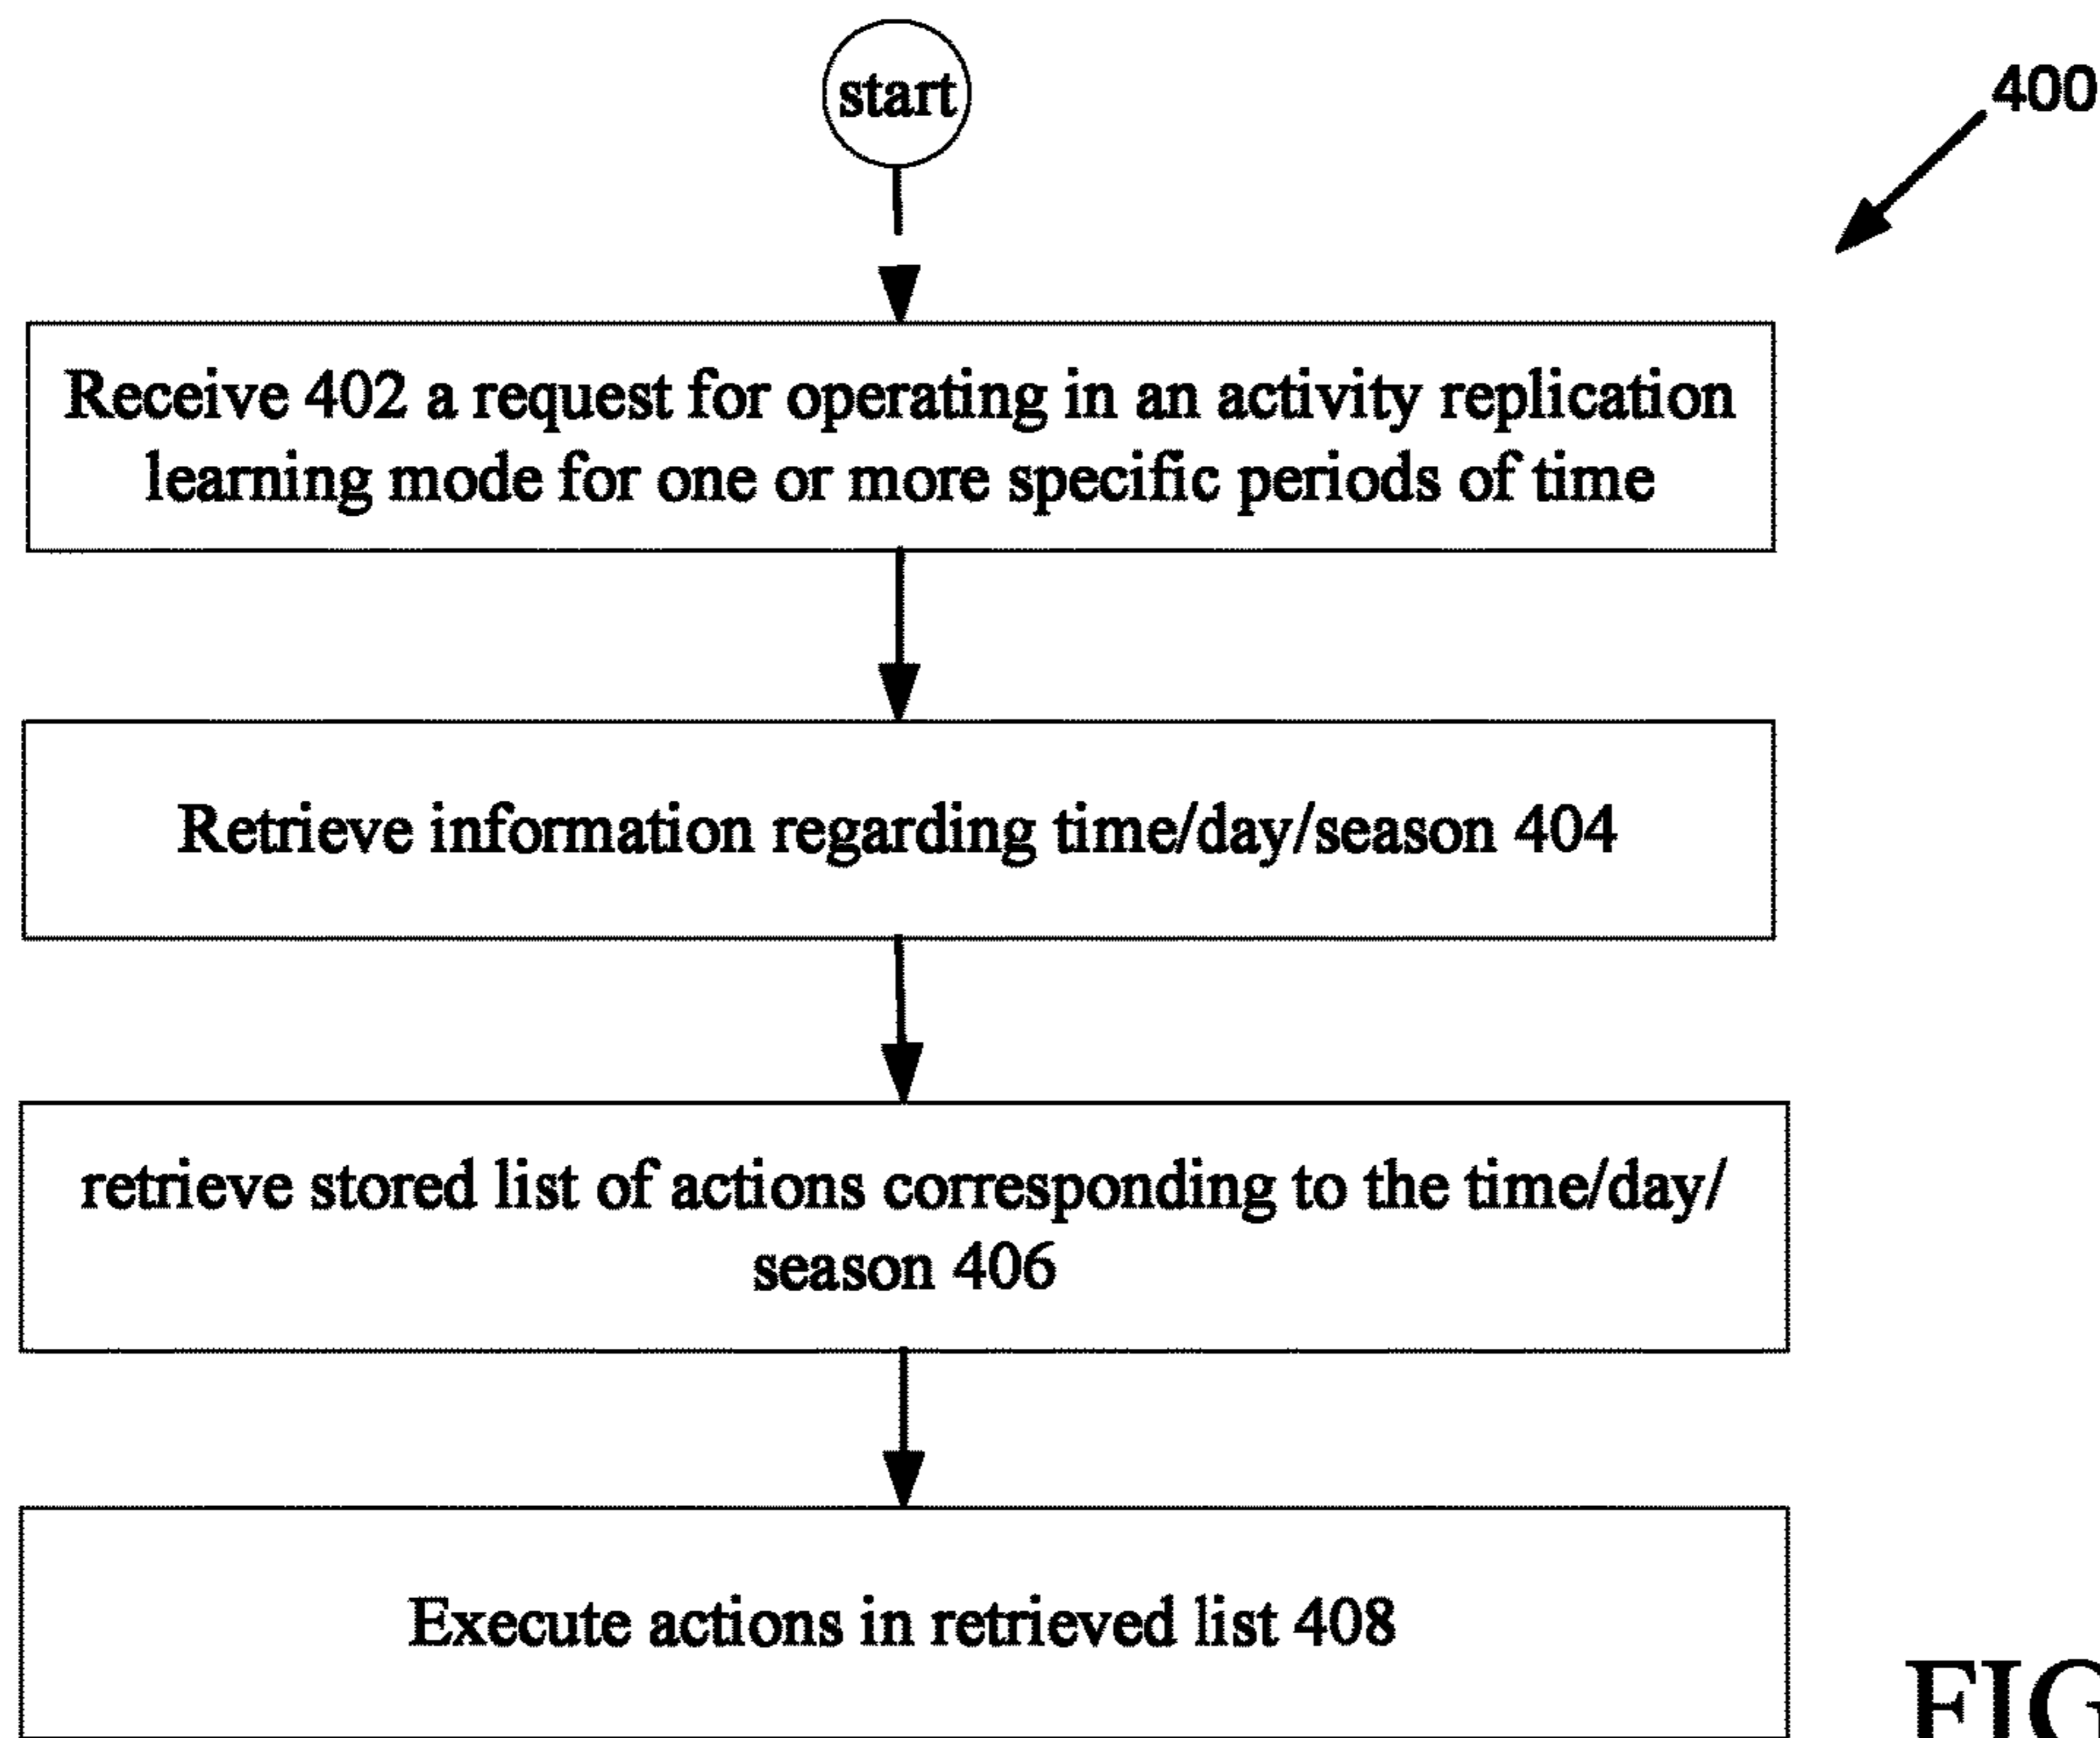 start
400
Receive 402 a request for operating in an activity replication
learning mode for one or more specific periods of time
Retrieve information regarding time/day/season 404
retrieve stored list of actions corresponding to the time/day/
season 406
Execute actions in retrieved list 408
FIG